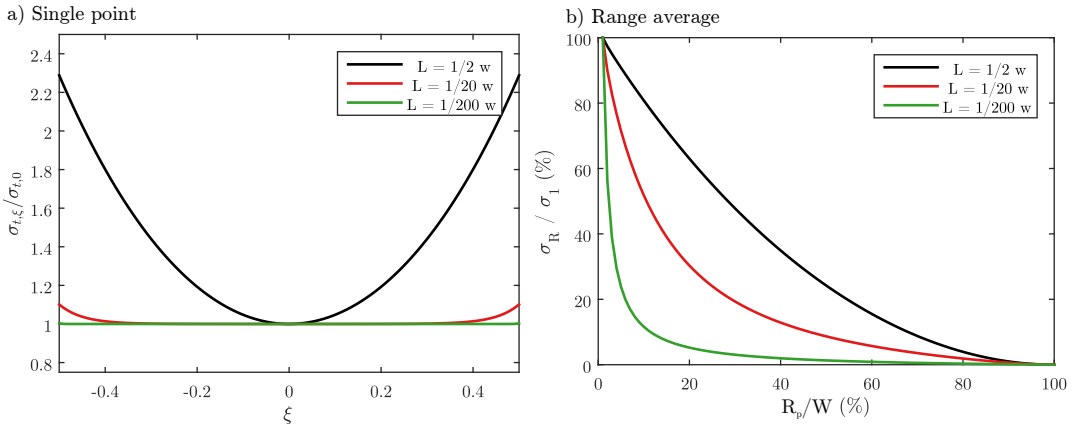 a) Single point
2.4
2.2
2
1.8
1.6
1.4
1.2
1
0.8
σt,ξ/σt,0
-0.4
-0.2
0
0.2
0.4
ξ
L = 1/2 w
L = 1/20 w
L = 1/200 w
b) Range average
100
80
60
40
20
0
σR / σ1 (%)
0
20
40
60
80
100
Rp/W (%)
L = 1/2 w
L = 1/20 w
L = 1/200 w